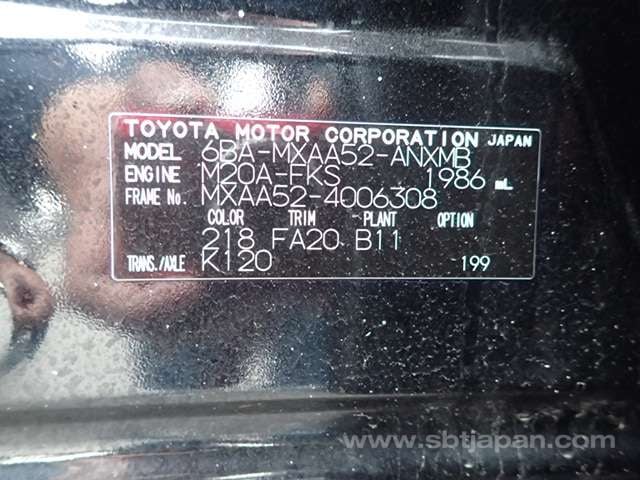 TOYOTA MOTOR CORPORATION JAPAN
MODEL 6BA-MXAA52-ANXMB
ENGINE M20A-FKS 1986 mL
FRAME No. MXAA52-4006308
COLOR TRIM PLANT OPTION
218 FA20 B11
TRANS./AXLE K120 199
www.sbtjapan.com